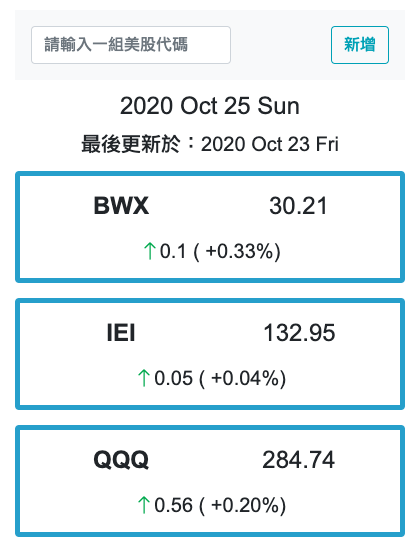 請輸入一組美股代碼 新增
2020 Oct 25 Sun
最後更新於：2020 Oct 23 Fri
BWX 30.21
↑0.1 ( +0.33%)
IEI 132.95
↑0.05 ( +0.04%)
QQQ 284.74
↑0.56 ( +0.20%)